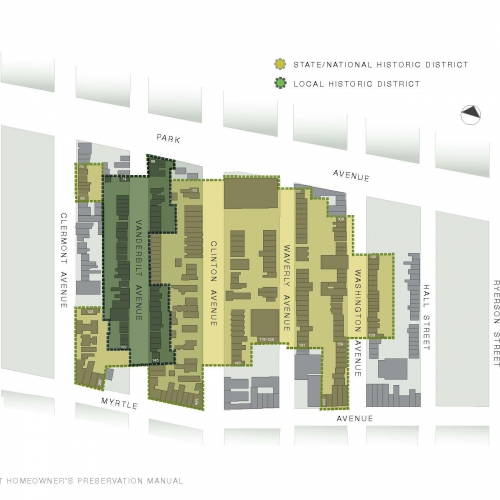 STATE/NATIONAL HISTORIC DISTRICT
LOCAL HISTORIC DISTRICT
PARK
AVENUE
CLERMONT AVENUE
VANDERBILT AVENUE
CLINTON AVENUE
WAVERLY AVENUE
WASHINGTON AVENUE
HALL STREET
RYERSON STREET
MYRTLE
AVENUE
T HOMEOWNER'S PRESERVATION MANUAL